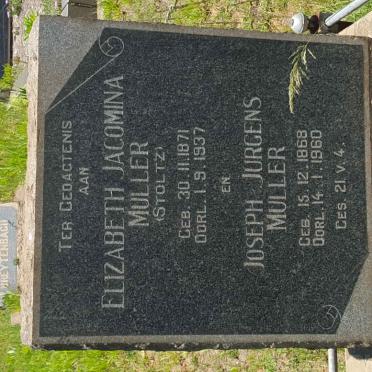 TER GEDAGTENIS
AAN
ELIZABETH JACOMINA
MULLER
(STOLTZ)
GEB. 30.11.1871
OORL. 1.9.1937
EN
JOSEPH JURGENS
MULLER
GEB. 15.12.1868
OORL. 14.1.1960
GES. 21. V. 4.